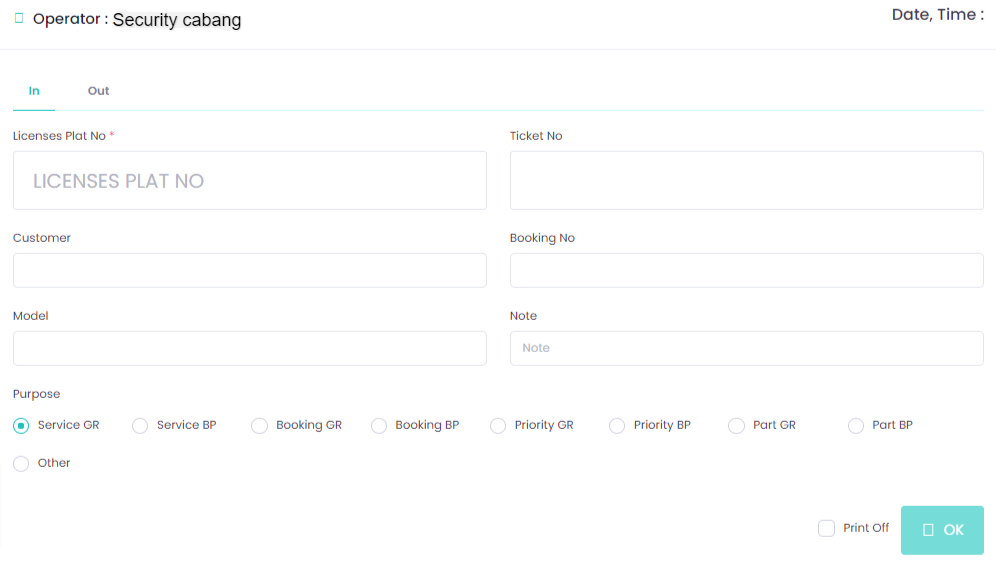 Operator : Security cabang
Date, Time :
In Out
Licenses Plat No *
Ticket No
LICENSES PLAT NO
Customer
Booking No
Model
Note
Note
Purpose
Service GR Service BP Booking GR Booking BP Priority GR Priority BP Part GR Part BP
Other
Print Off
OK